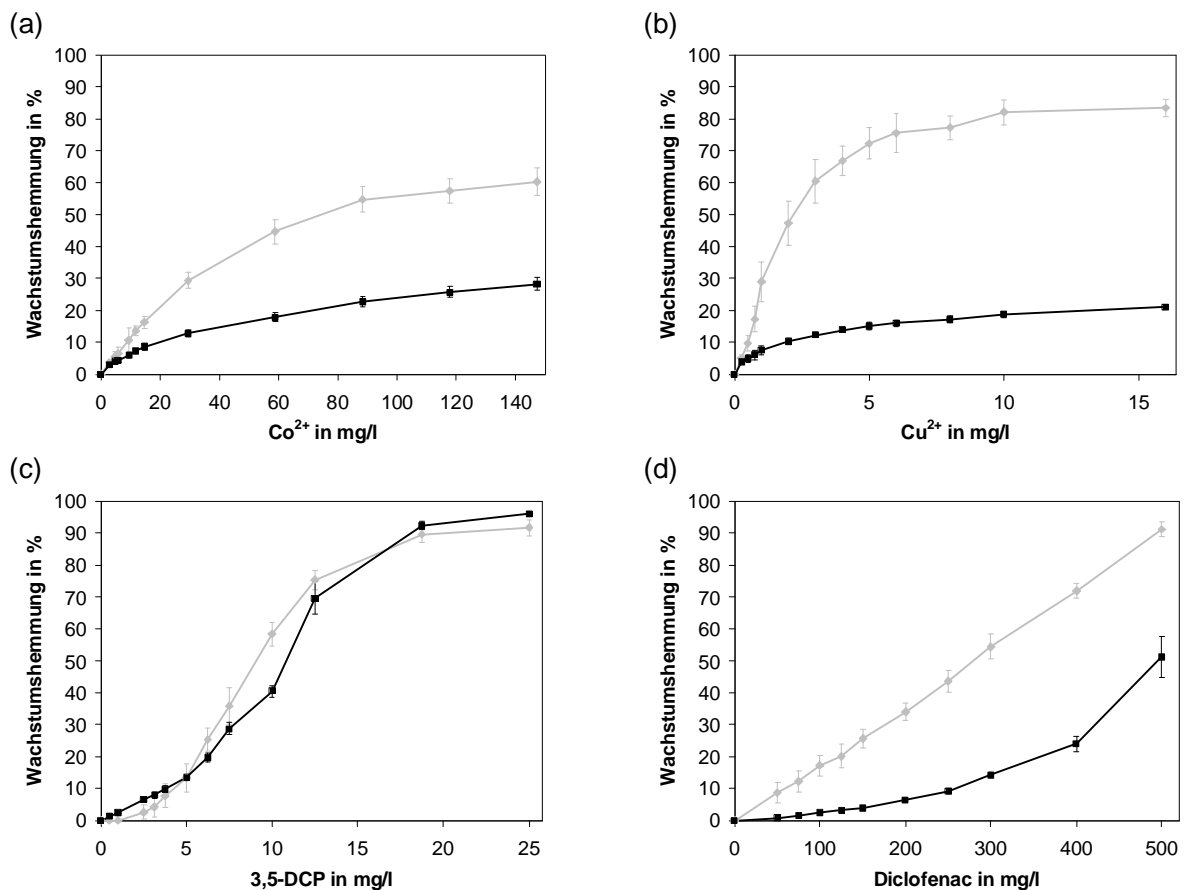 (a)
Wachstumshemmung in %
100
90
80
70
60
50
40
30
20
10
0
0 20 40 60 80 100 120 140
Co²⁺ in mg/l
(b)
Wachstumshemmung in %
100
90
80
70
60
50
40
30
20
10
0
0 5 10 15
Cu²⁺ in mg/l
(c)
Wachstumshemmung in %
100
90
80
70
60
50
40
30
20
10
0
0 5 10 15 20 25
3,5-DCP in mg/l
(d)
Wachstumshemmung in %
100
90
80
70
60
50
40
30
20
10
0
0 100 200 300 400 500
Diclofenac in mg/l